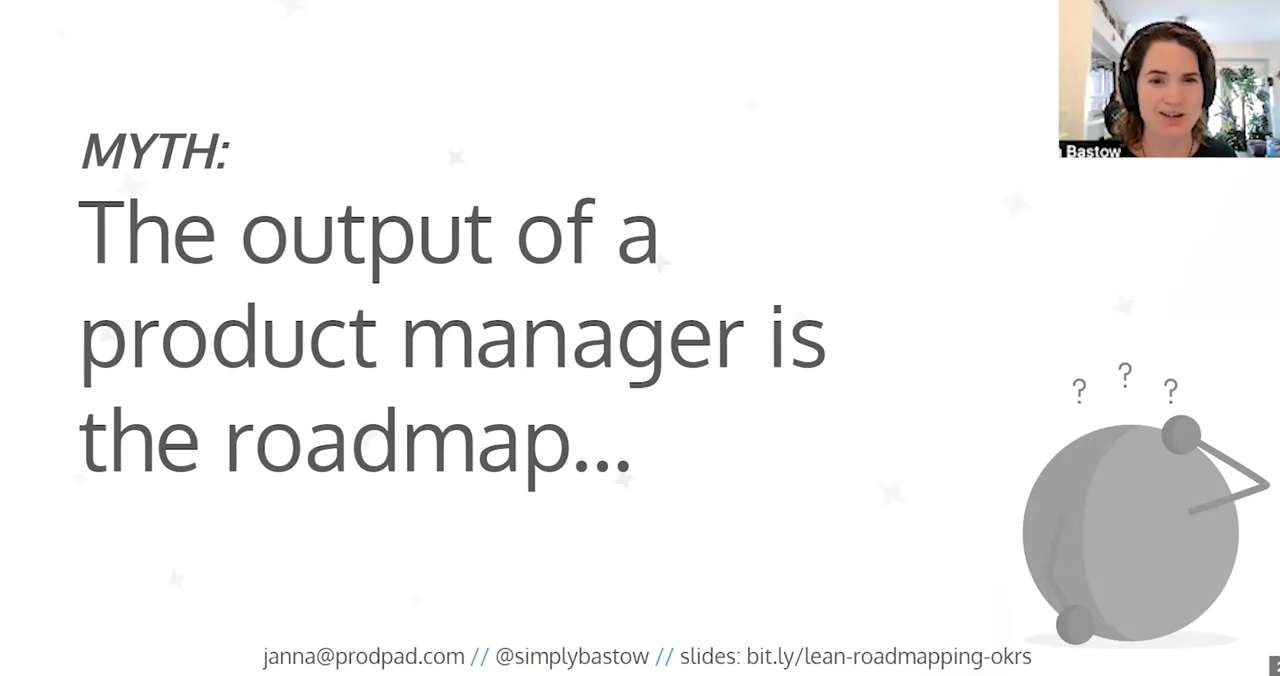 MYTH:
The output of a
product manager is
the roadmap...
Bastow
? ? ?
janna@prodpad.com // @simplybastow // slides: bit.ly/lean-roadmapping-okrs